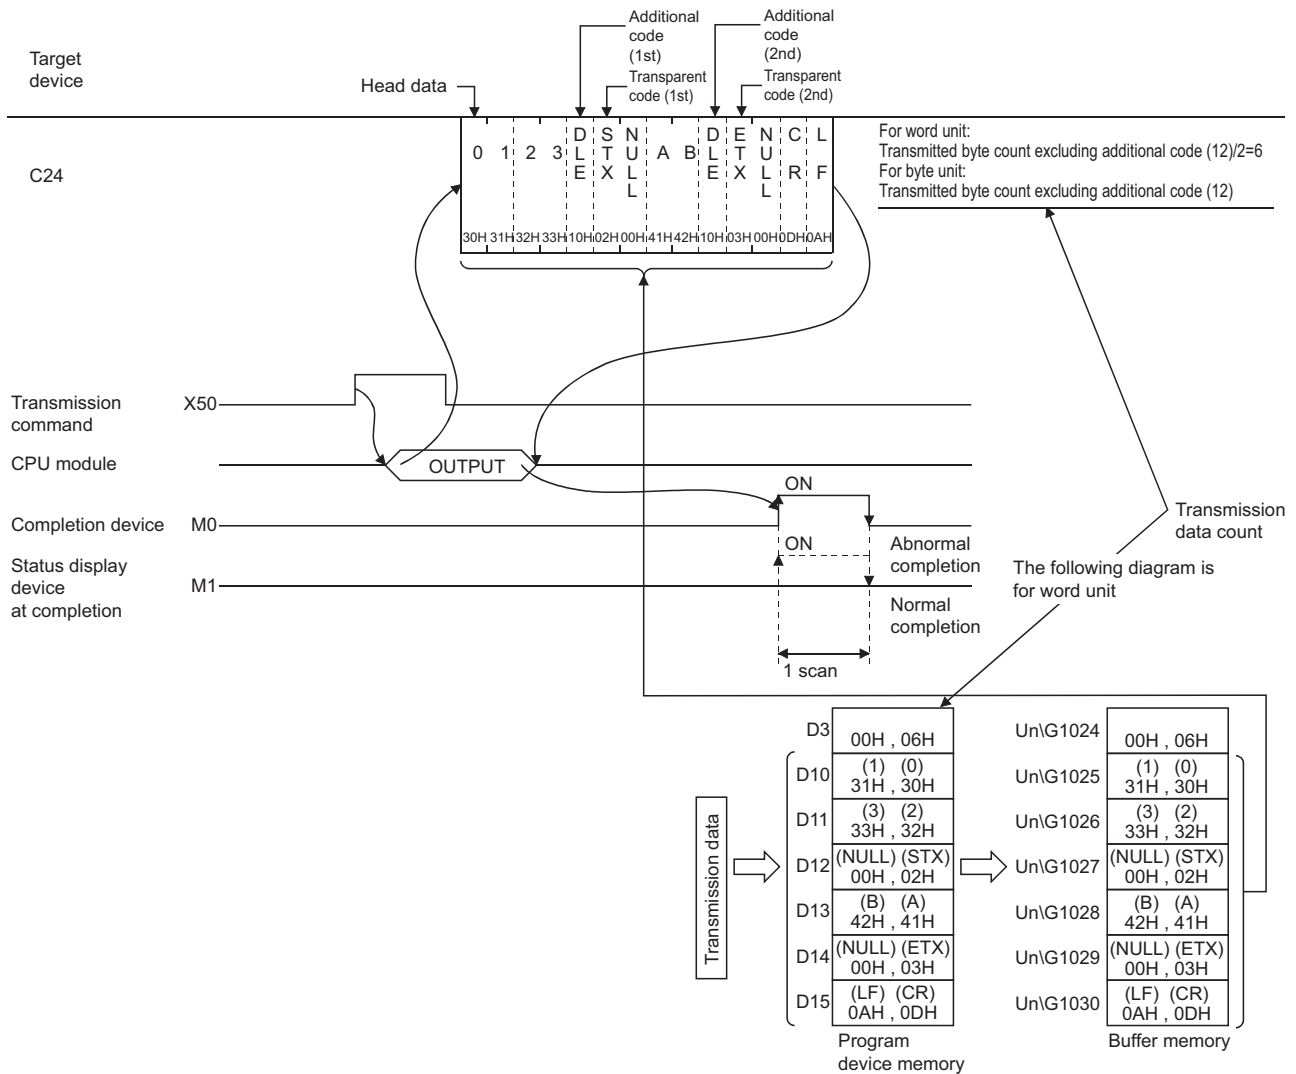 Additional
code
(1st)
Additional
code
(2nd)
Target
device
Head data
Transparent
code (1st)
Transparent
code (2nd)
C24
0 1 2 3 DLE STX NULL A B DLE ETX NULL CR LF
30H 31H 32H 33H 10H 02H 00H 41H 42H 10H 03H 00H 0DH 0AH
For word unit:
Transmitted byte count excluding additional code (12)/2=6
For byte unit:
Transmitted byte count excluding additional code (12)
Transmission
command
X50
CPU module
OUTPUT
Completion device
M0
ON
Abnormal
completion
Status display
device
at completion
M1
ON
Normal
completion
1 scan
Transmission
data count
The following diagram is
for word unit
Transmission data
D3
00H , 06H
D10
(1) (0)
31H , 30H
D11
(3) (2)
33H , 32H
D12
(NULL) (STX)
00H , 02H
D13
(B) (A)
42H , 41H
D14
(NULL) (ETX)
00H , 03H
D15
(LF) (CR)
0AH , 0DH
Program
device memory
Un\G1024
00H , 06H
Un\G1025
(1) (0)
31H , 30H
Un\G1026
(3) (2)
33H , 32H
Un\G1027
(NULL) (STX)
00H , 02H
Un\G1028
(B) (A)
42H , 41H
Un\G1029
(NULL) (ETX)
00H , 03H
Un\G1030
(LF) (CR)
0AH , 0DH
Buffer memory